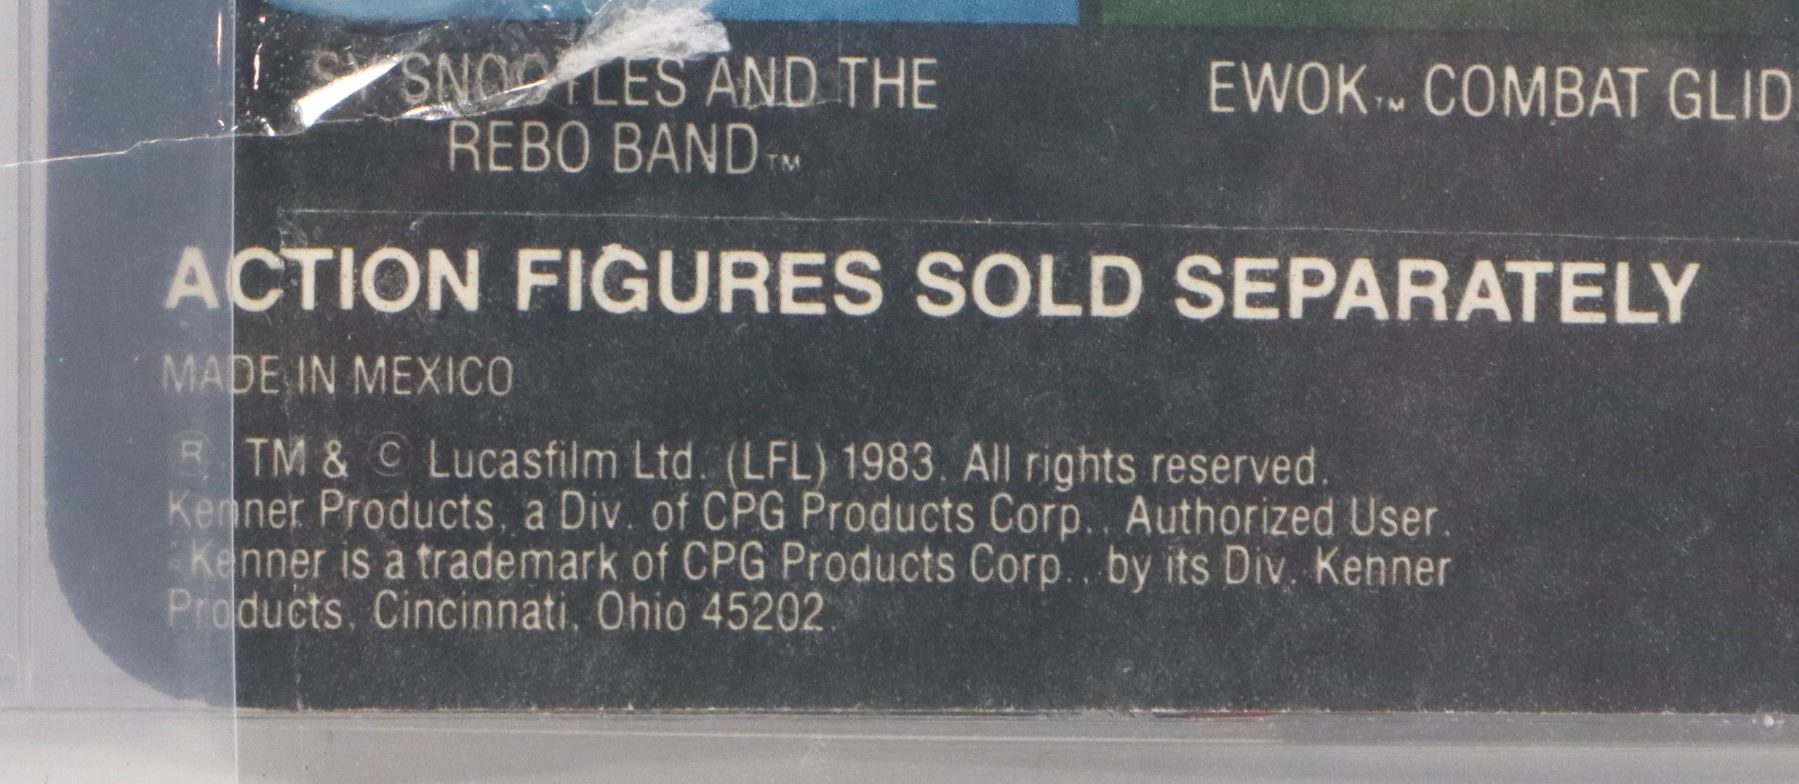 SY SNOOTLES AND THE
REBO BAND™
EWOK™ COMBAT GLID
ACTION FIGURES SOLD SEPARATELY
MADE IN MEXICO
®, TM & © Lucasfilm Ltd. (LFL) 1983. All rights reserved.
Kenner Products, a Div. of CPG Products Corp., Authorized User.
Kenner is a trademark of CPG Products Corp., by its Div. Kenner
Products, Cincinnati, Ohio 45202.